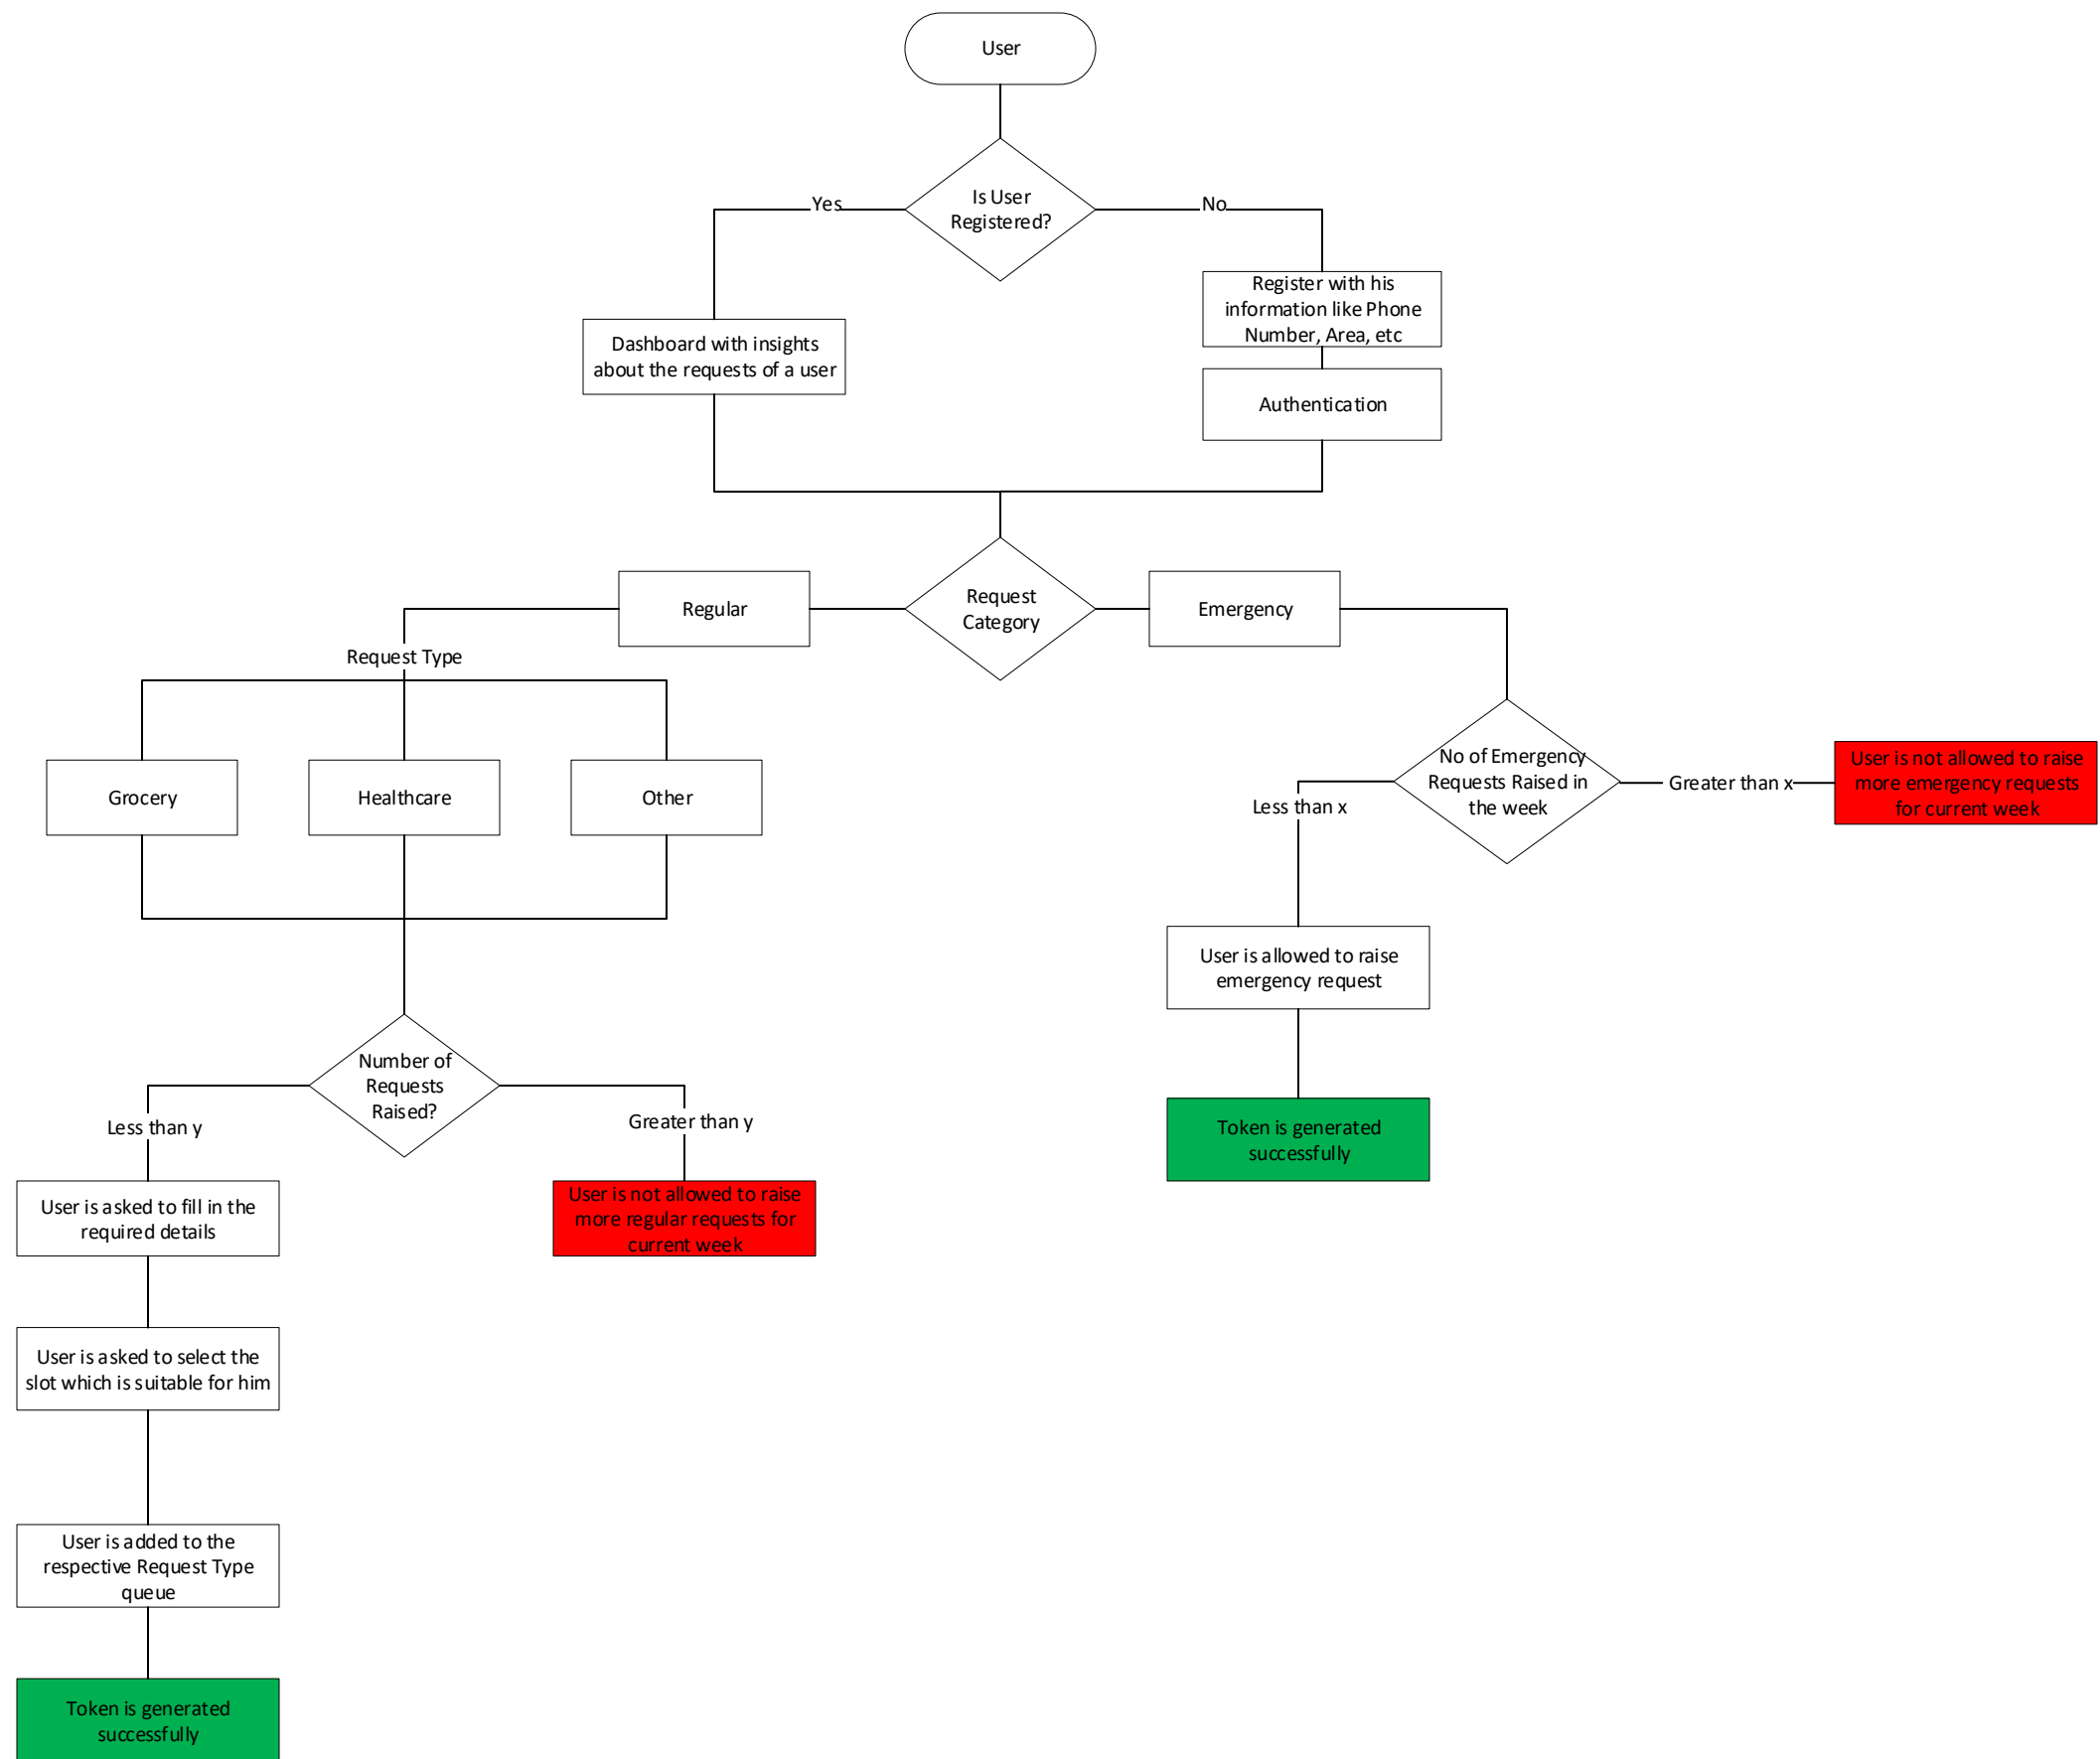 User
Is User
Registered?
Yes
No
Register with his
information like Phone
Number, Area, etc
Dashboard with insights
about the requests of a user
Authentication
Request
Category
Regular
Emergency
Request Type
No of Emergency
Requests Raised in
the week
Greater than x
User is not allowed to raise
more emergency requests
for current week
Less than x
Grocery
Healthcare
Other
User is allowed to raise
emergency request
Number of
Requests
Raised?
Less than y
Greater than y
Token is generated
successfully
User is asked to fill in the
required details
User is not allowed to raise
more regular requests for
current week
User is asked to select the
slot which is suitable for him
User is added to the
respective Request Type
queue
Token is generated
successfully